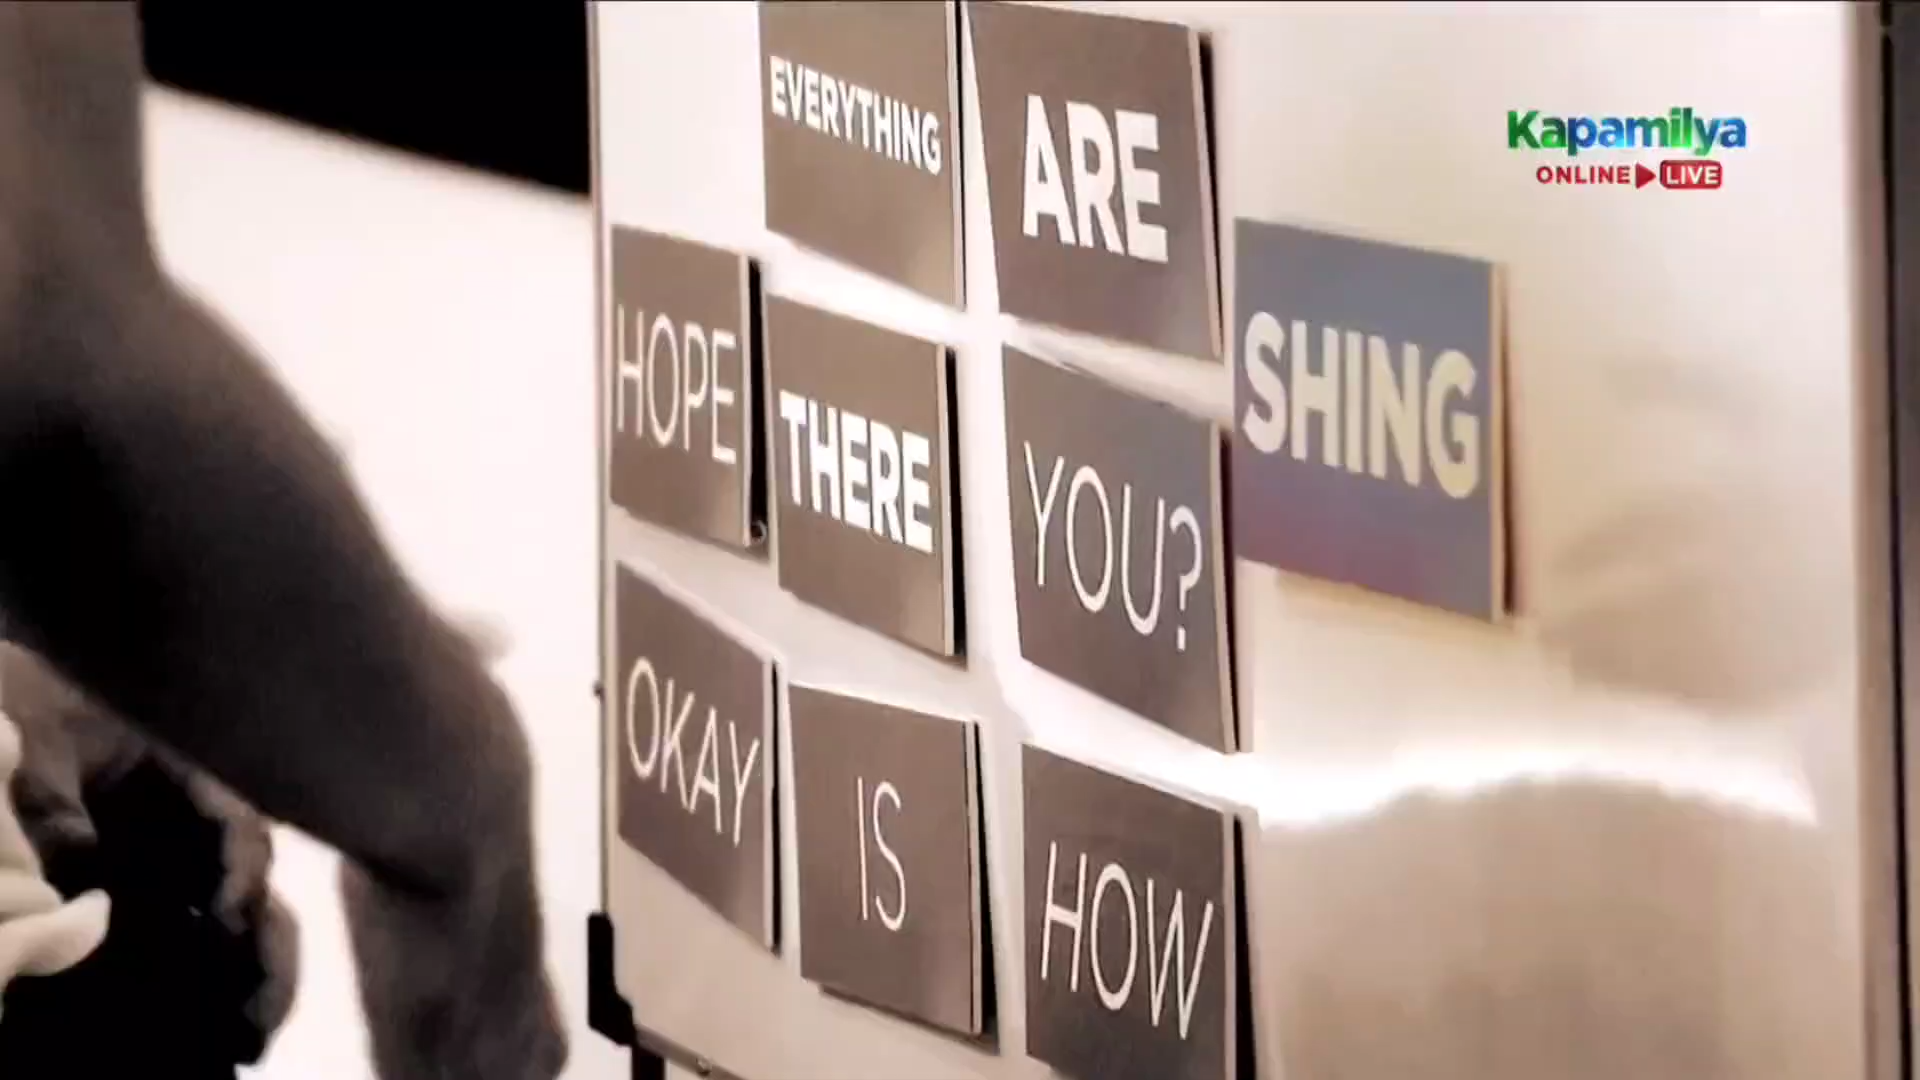 EVERYTHING
ARE
Kapamilya
ONLINE LIVE
HOPE
THERE
YOU?
SHING
OKAY
IS
HOW